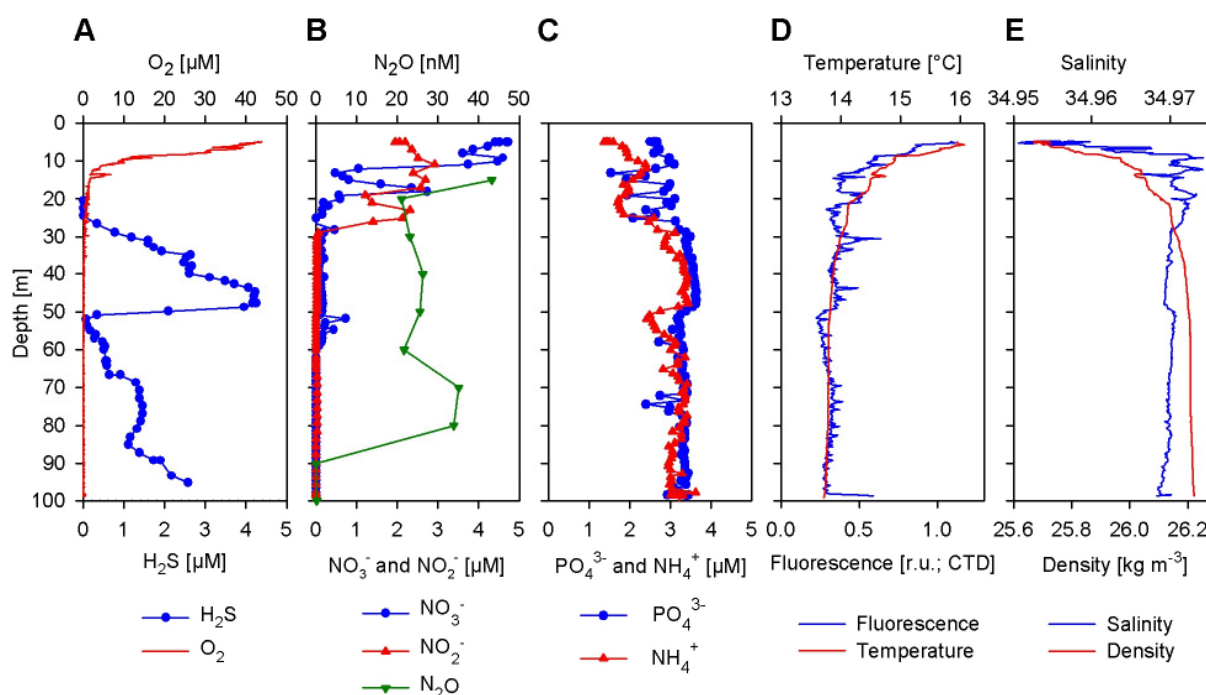 A B C D E
O₂ [µM] N₂O [nM] Temperature [°C] Salinity
0 10 20 30 40 50 0 10 20 30 40 50 13 14 15 16 34.95 34.96 34.97
0
10
20
30
40
50
60
70
80
90
100
Depth [m]
0 1 2 3 4 5 0 1 2 3 4 5 0 1 2 3 4 5 0.0 0.5 1.0 25.6 25.8 26.0 26.2
H₂S [µM] NO₃⁻ and NO₂⁻ [µM] PO₄³⁻ and NH₄⁺ [µM] Fluorescence [r.u.; CTD] Density [kg m⁻³]
H₂S NO₃⁻ PO₄³⁻ Fluorescence Salinity
O₂ NO₂⁻ NH₄⁺ Temperature Density
N₂O